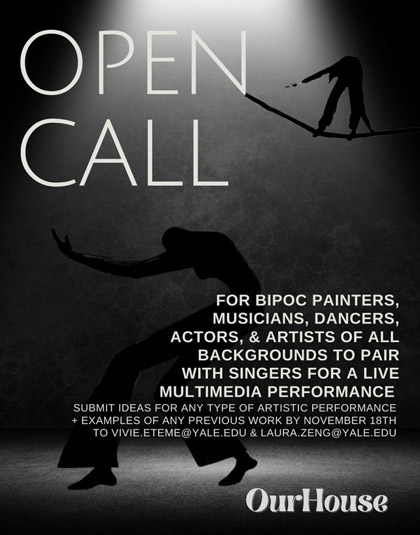 OPEN
CALL
FOR BIPOC PAINTERS,
MUSICIANS, DANCERS,
ACTORS, & ARTISTS OF ALL
BACKGROUNDS TO PAIR
WITH SINGERS FOR A LIVE
MULTIMEDIA PERFORMANCE
SUBMIT IDEAS FOR ANY TYPE OF ARTISTIC PERFORMANCE
+ EXAMPLES OF ANY PREVIOUS WORK BY NOVEMBER 18TH
TO VIVIE.ETEME@YALE.EDU & LAURA.ZENG@YALE.EDU
OurHouse